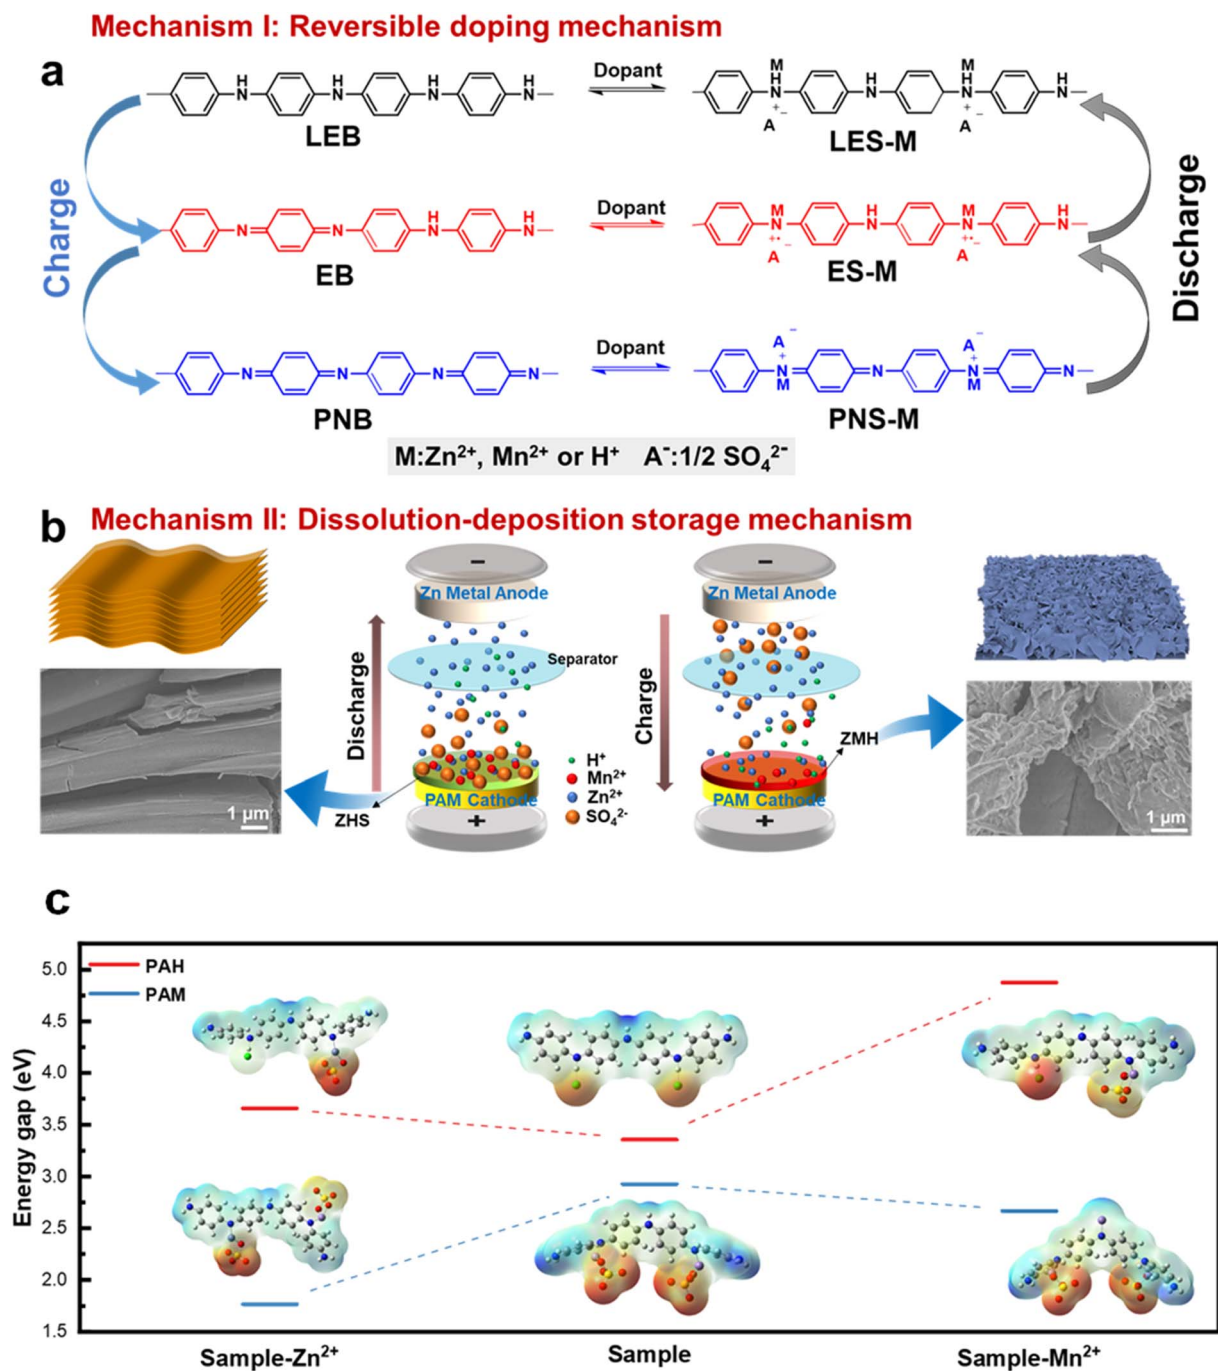 Mechanism I: Reversible doping mechanism
a
H H H H
N N N N
LEB
Dopant
M M
H H H H
N N N N
+ − + −
A A
LES-M
Charge
Discharge
H H
N N N N
EB
Dopant
M H M H
N N N N
+• − +• −
A A
ES-M
N N N N
PNB
Dopant
A − A −
+ +
N N N N
M M
PNS-M
M:Zn²⁺, Mn²⁺ or H⁺ A⁻:1/2 SO₄²⁻
b
Mechanism II: Dissolution-deposition storage mechanism
-
Zn Metal Anode
Separator
Discharge
PAM Cathode
+
ZHS
1 μm
H⁺
Mn²⁺
Zn²⁺
SO₄²⁻
-
Zn Metal Anode
Charge
ZMH
PAM Cathode
+
1 μm
c
PAH
PAM
Energy gap (eV)
5.0
4.5
4.0
3.5
3.0
2.5
2.0
1.5
Sample-Zn²⁺ Sample Sample-Mn²⁺